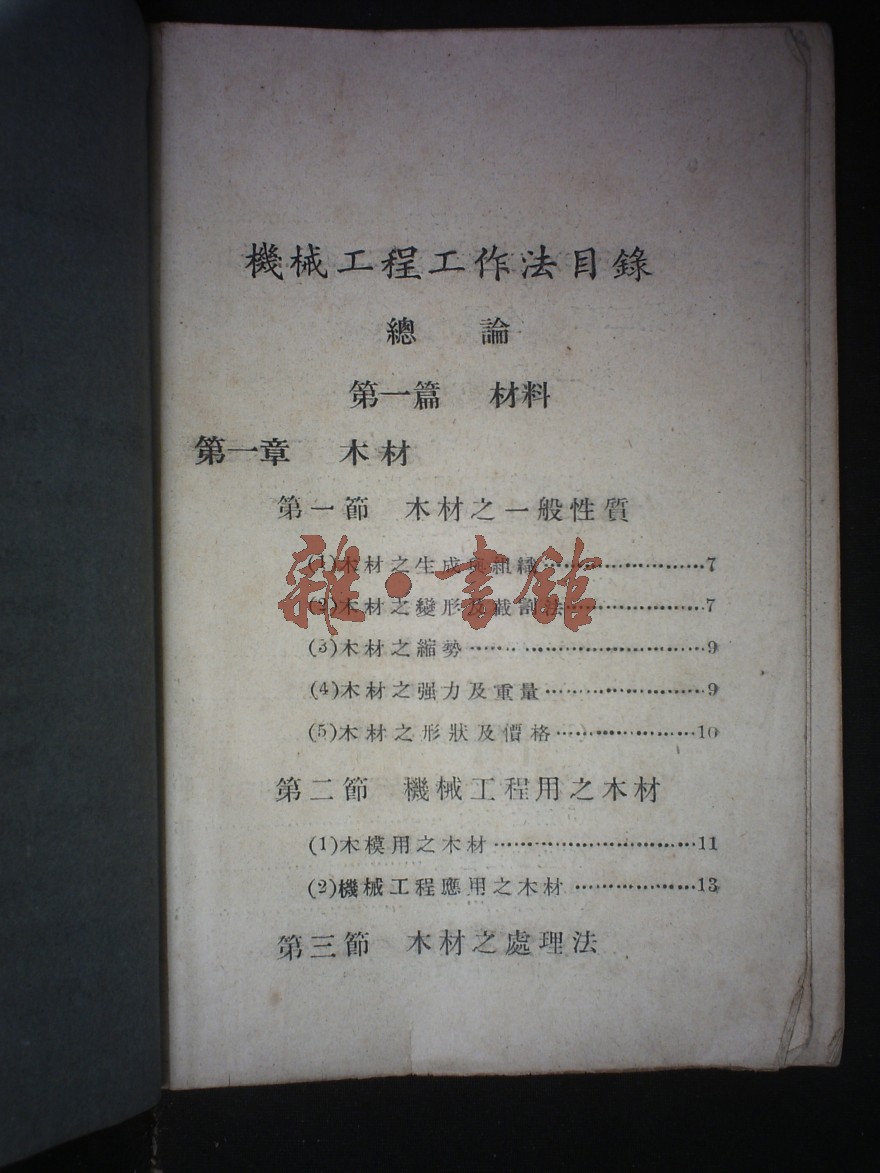 機械工程工作法目錄
總 論
第一篇 材料
第一章 木材
第一節 木材之一般性質
(1)木材之生成與組織························7
(2)木材之變形及截割法····················7
(3)木材之縮勢·································9
(4)木材之强力及重量·······················9
(5)木材之形狀及價格·····················10
第二節 機械工程用之木材
(1)木模用之木材·····························11
(2)機械工程應用之木材··················13
第三節 木材之處理法
雜·書館